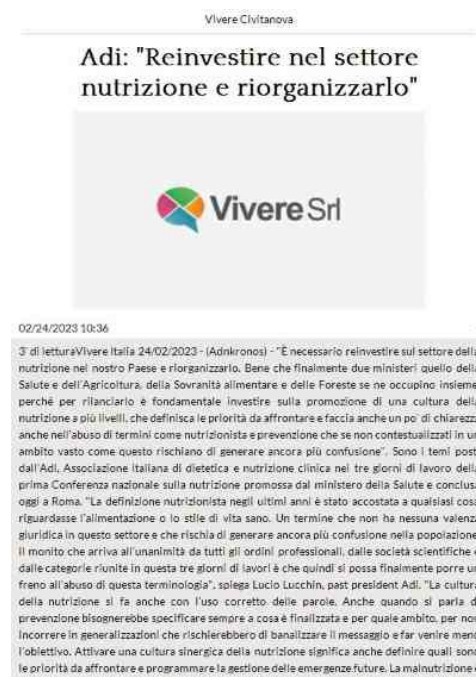 Vivere Civitanova
Adi: "Reinvestire nel settore
nutrizione e riorganizzarlo"
Vivere Srl
02/24/2023 10:36
3' di letturaVivere Italia 24/02/2023 - (Adnkronos) - "È necessario reinvestire sul settore della
nutrizione nel nostro Paese e riorganizzarlo. Bene che finalmente due ministeri quello della
Salute e dell'Agricoltura, della Sovranità alimentare e delle Foreste se ne occupino insieme
perché per rilanciarlo è fondamentale investire sulla promozione di una cultura della
nutrizione a più livelli, che definisca le priorità da affrontare e faccia anche un po' di chiarezza
anche nell'abuso di termini come nutrizionista e prevenzione che se non contestualizzati in un
ambito vasto come questo rischiano di generare ancora più confusione". Sono i temi posti
dall'Adi, Associazione italiana di dietetica e nutrizione clinica nei tre giorni di lavoro della
prima Conferenza nazionale sulla nutrizione promossa dal ministero della Salute e conclusa
oggi a Roma. "La definizione nutrizionista negli ultimi anni è stato accostata a qualsiasi cosa
riguardasse l'alimentazione o lo stile di vita sano. Un termine che non ha nessuna valenza
giuridica in questo settore e che rischia di generare ancora più confusione nella popolazione.
Il monito che arriva all'unanimità da tutti gli ordini professionali, dalle società scientifiche e
dalle categorie riunite in questa tre giorni di lavori è che quindi si possa finalmente porre un
freno all'abuso di questa terminologia", spiega Lucio Lucchin, past president Adi. "La cultura
della nutrizione si fa anche con l'uso corretto delle parole. Anche quando si parla di
prevenzione bisognerebbe specificare sempre a cosa è finalizzata e per quale ambito, per non
incorrere in generalizzazioni che rischierebbero di banalizzare il messaggio e far venire meno
l'obiettivo. Attivare una cultura sinergica della nutrizione significa anche definire quali sono
le priorità da affrontare e programmare la gestione delle emergenze future. La malnutrizione è